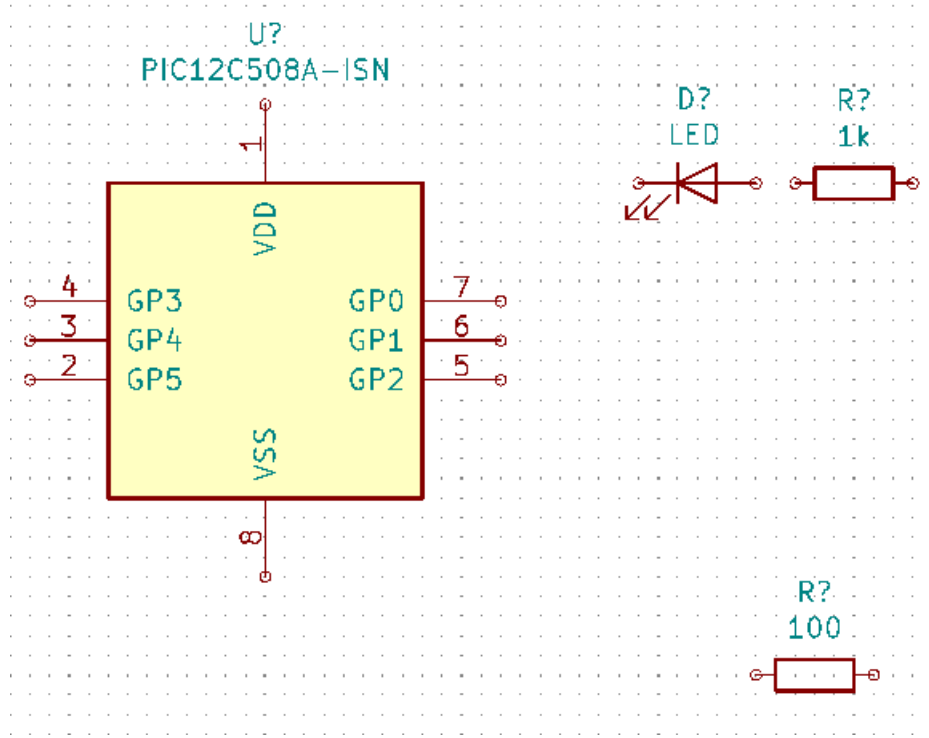 U?
PIC12C508A-ISN
D?
LED
R?
1k
1
VDD
4
GP3
GP0
7
3
GP4
GP1
6
2
GP5
GP2
5
VSS
8
R?
100